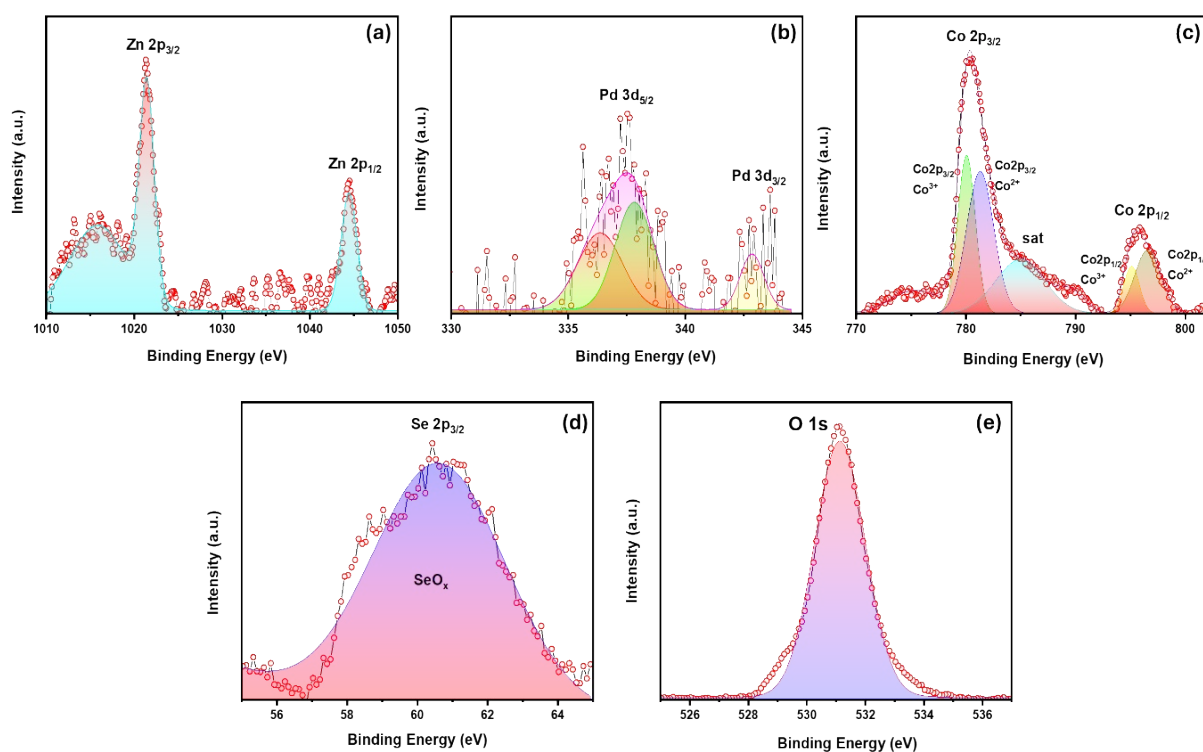 (a)
Zn 2p3/2
Zn 2p1/2
Intensity (a.u.)
1010 1020 1030 1040 1050
Binding Energy (eV)
(b)
Pd 3d5/2
Pd 3d3/2
Intensity (a.u.)
330 335 340 345
Binding Energy (eV)
(c)
Co 2p3/2
Co2p3/2
Co3+
Co2p3/2
Co2+
sat
Co 2p1/2
Co2p1/2
Co3+
Co2p1/
Co2+
Intensity (a.u.)
770 780 790 800
Binding Energy (eV)
(d)
Se 2p3/2
SeOx
Intensity (a.u.)
56 58 60 62 64
Binding Energy (eV)
(e)
O 1s
Intensity (a.u.)
526 528 530 532 534 536
Binding Energy (eV)